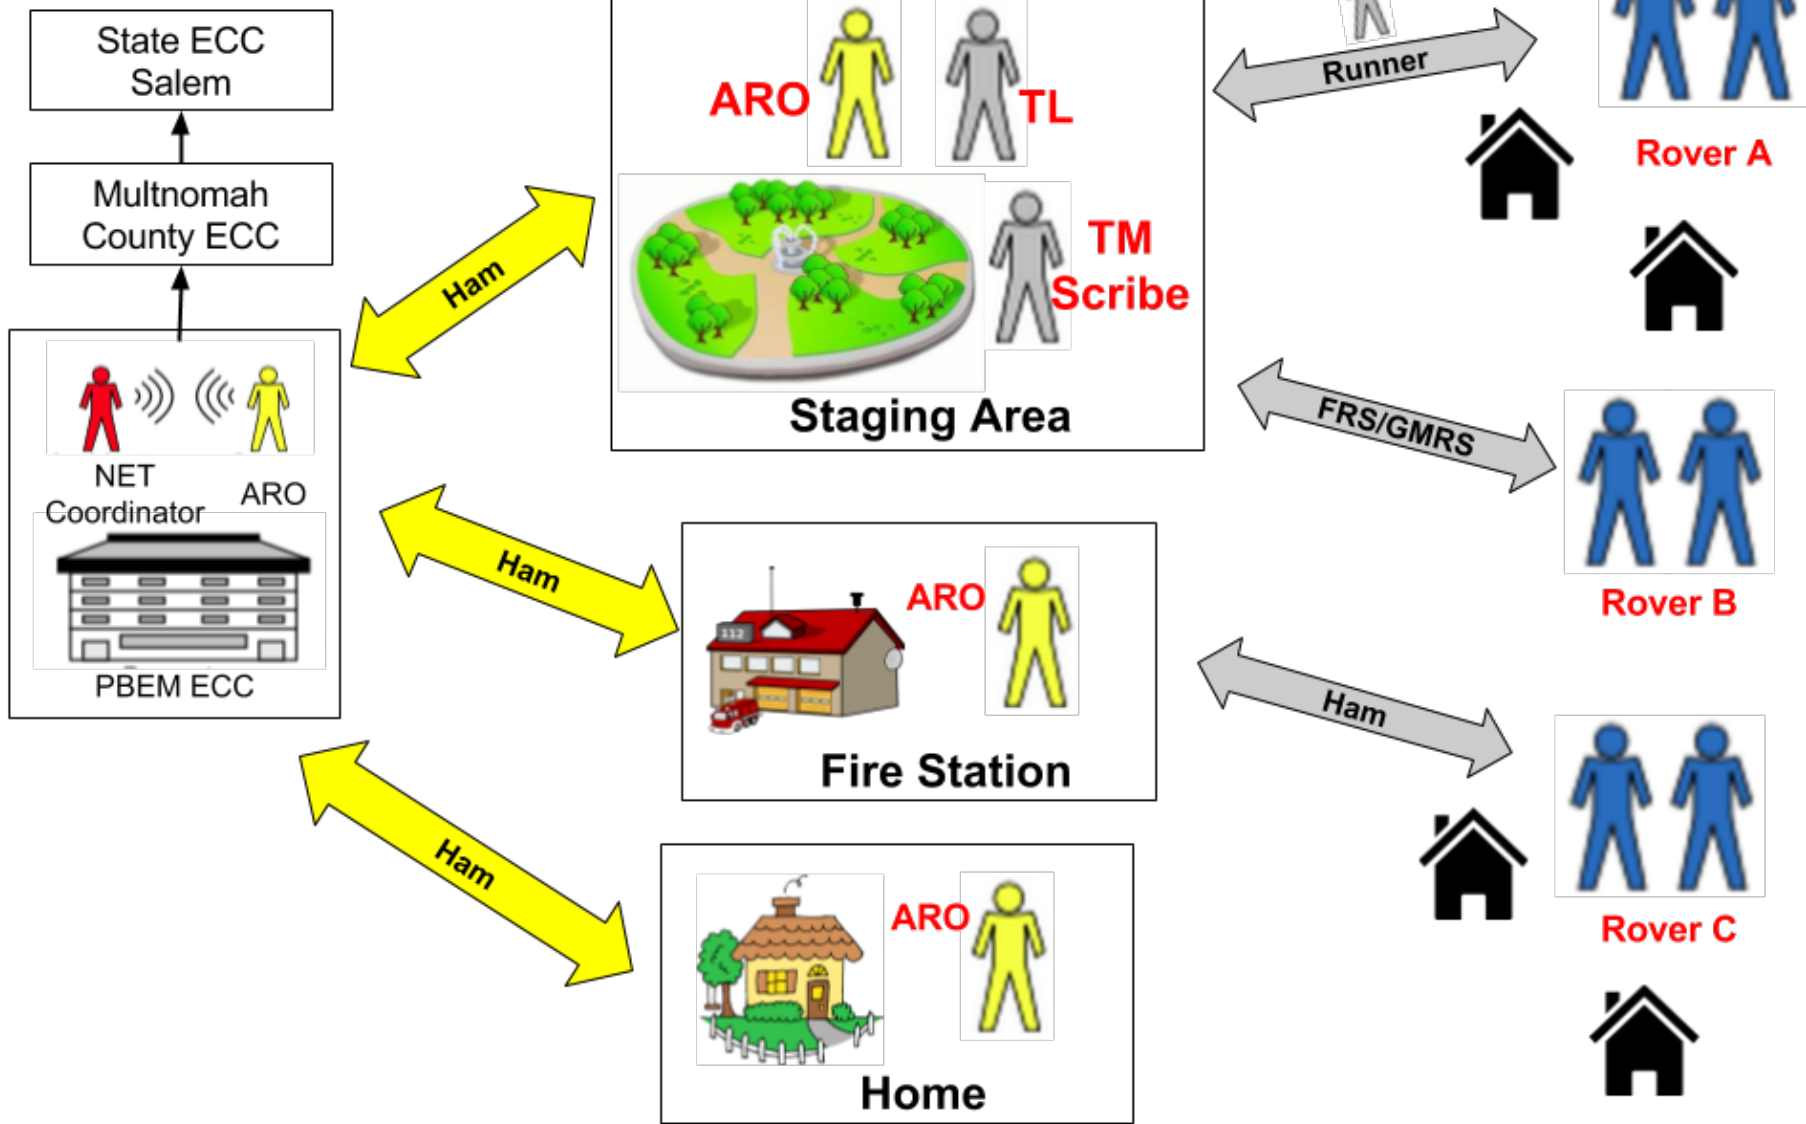 State ECC
Salem
Multnomah
County ECC
NET
Coordinator
ARO
PBEM ECC
Ham
Ham
Ham
ARO
TL
TM
Scribe
Staging Area
112
ARO
Fire Station
ARO
Home
Runner
Rover A
FRS/GMRS
Rover B
Ham
Rover C